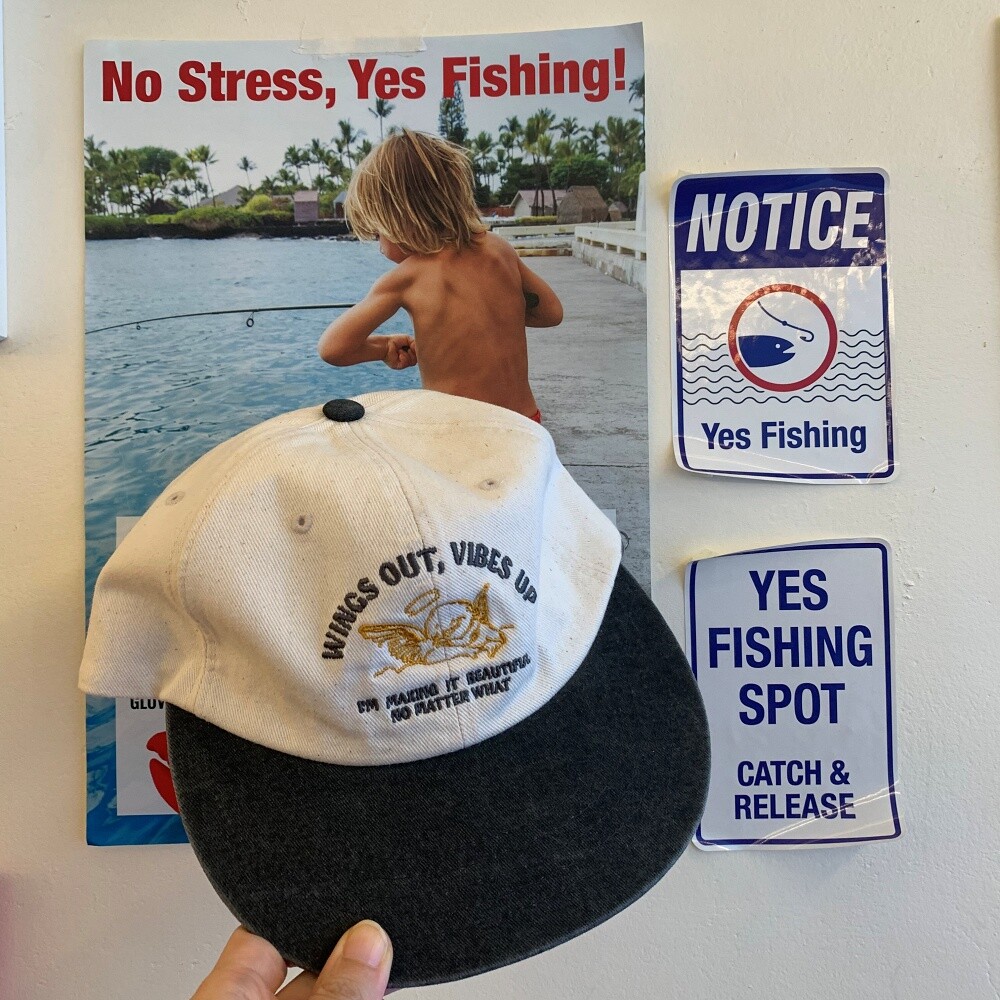 No Stress, Yes Fishing!
NOTICE
Yes Fishing
WINGS OUT, VIBES UP
I'M MAKING IT BEAUTIFUL
NO MATTER WHAT
YES
FISHING
SPOT
CATCH &
RELEASE